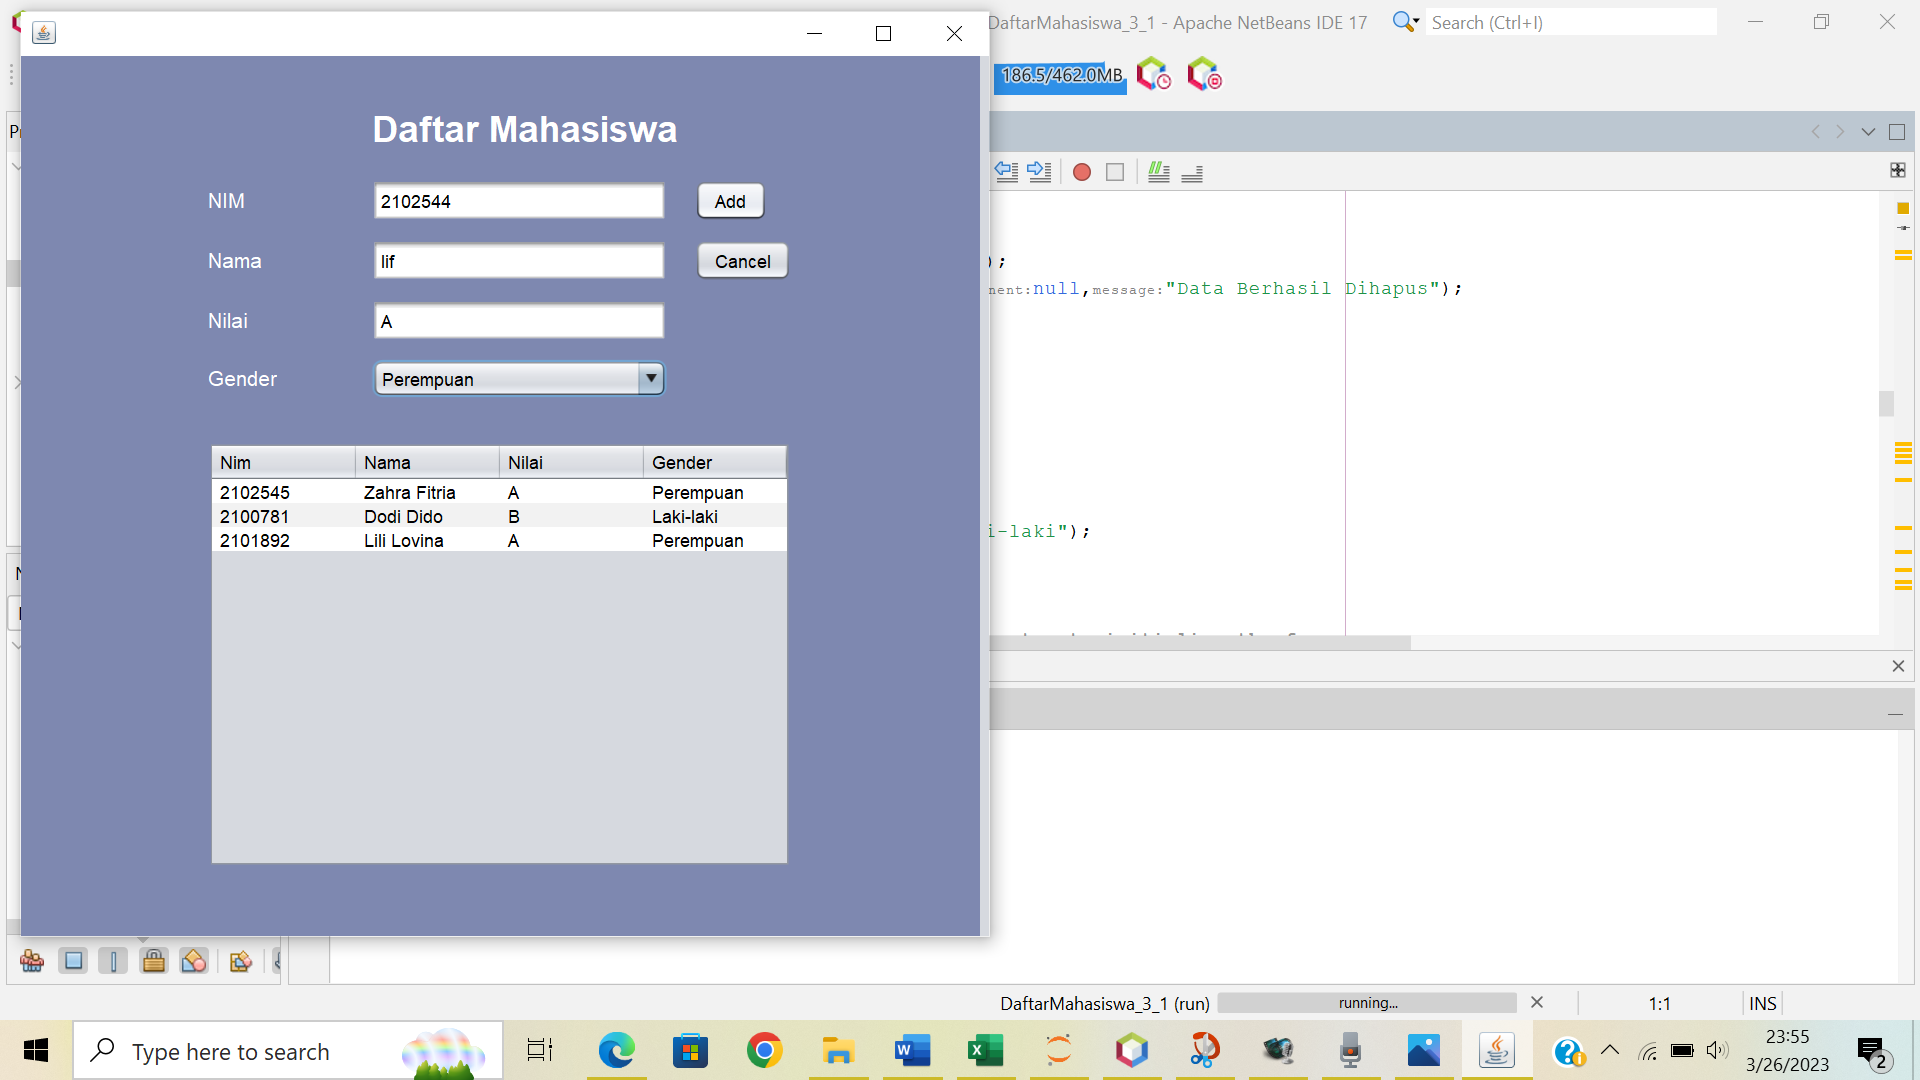 DaftarMahasiswa_3_1 - Apache NetBeans IDE 17
Search (Ctrl+I)
186.5/462.0MB
Daftar Mahasiswa
NIM
2102544
Add
Nama
lif
Cancel
Nilai
A
Gender
Perempuan
Nim Nama Nilai Gender
2102545 Zahra Fitria A Perempuan
2100781 Dodi Dido B Laki-laki
2101892 Lili Lovina A Perempuan
);
nent:null,message:"Data Berhasil Dihapus");
i-laki");
DaftarMahasiswa_3_1 (run)
running...
1:1
INS
Type here to search
23:55
3/26/2023
2